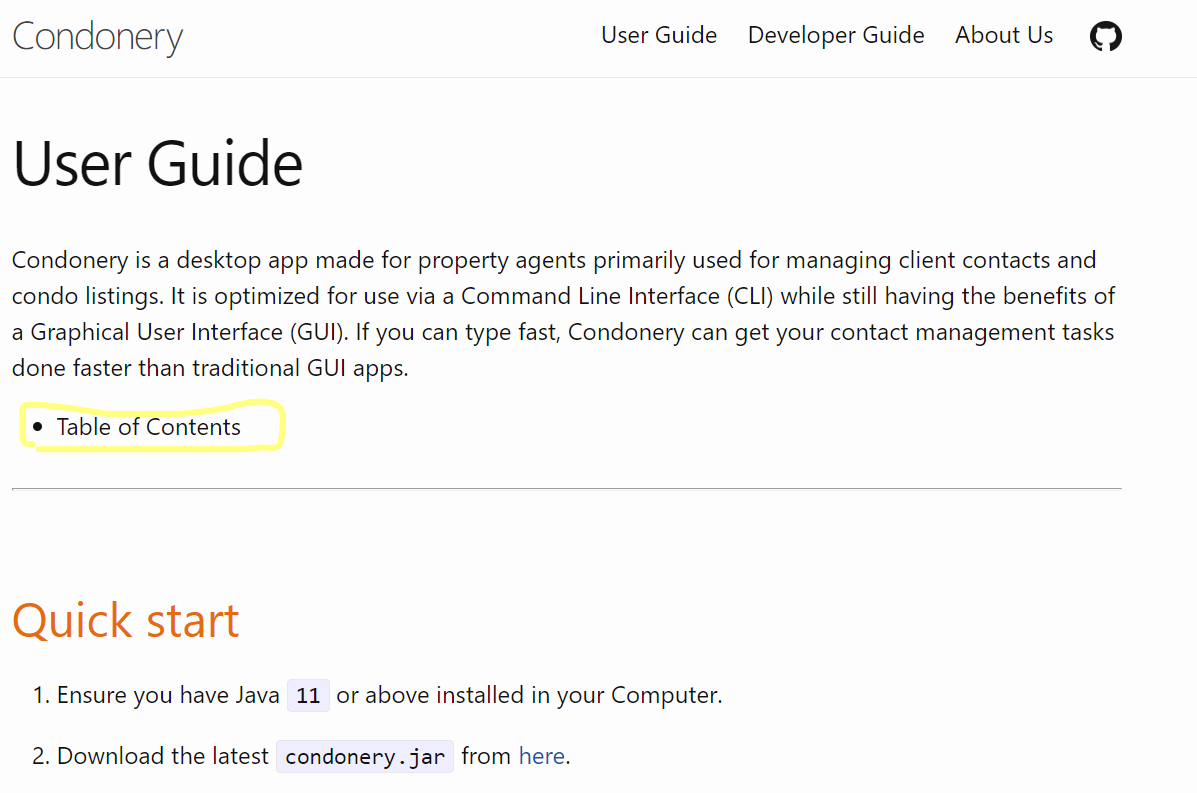 Condonery
User Guide
Developer Guide
About Us
User Guide
Condonery is a desktop app made for property agents primarily used for managing client contacts and
condo listings. It is optimized for use via a Command Line Interface (CLI) while still having the benefits of
a Graphical User Interface (GUI). If you can type fast, Condonery can get your contact management tasks
done faster than traditional GUI apps.
• Table of Contents
Quick start
1. Ensure you have Java 11 or above installed in your Computer.
2. Download the latest condonery.jar from here.